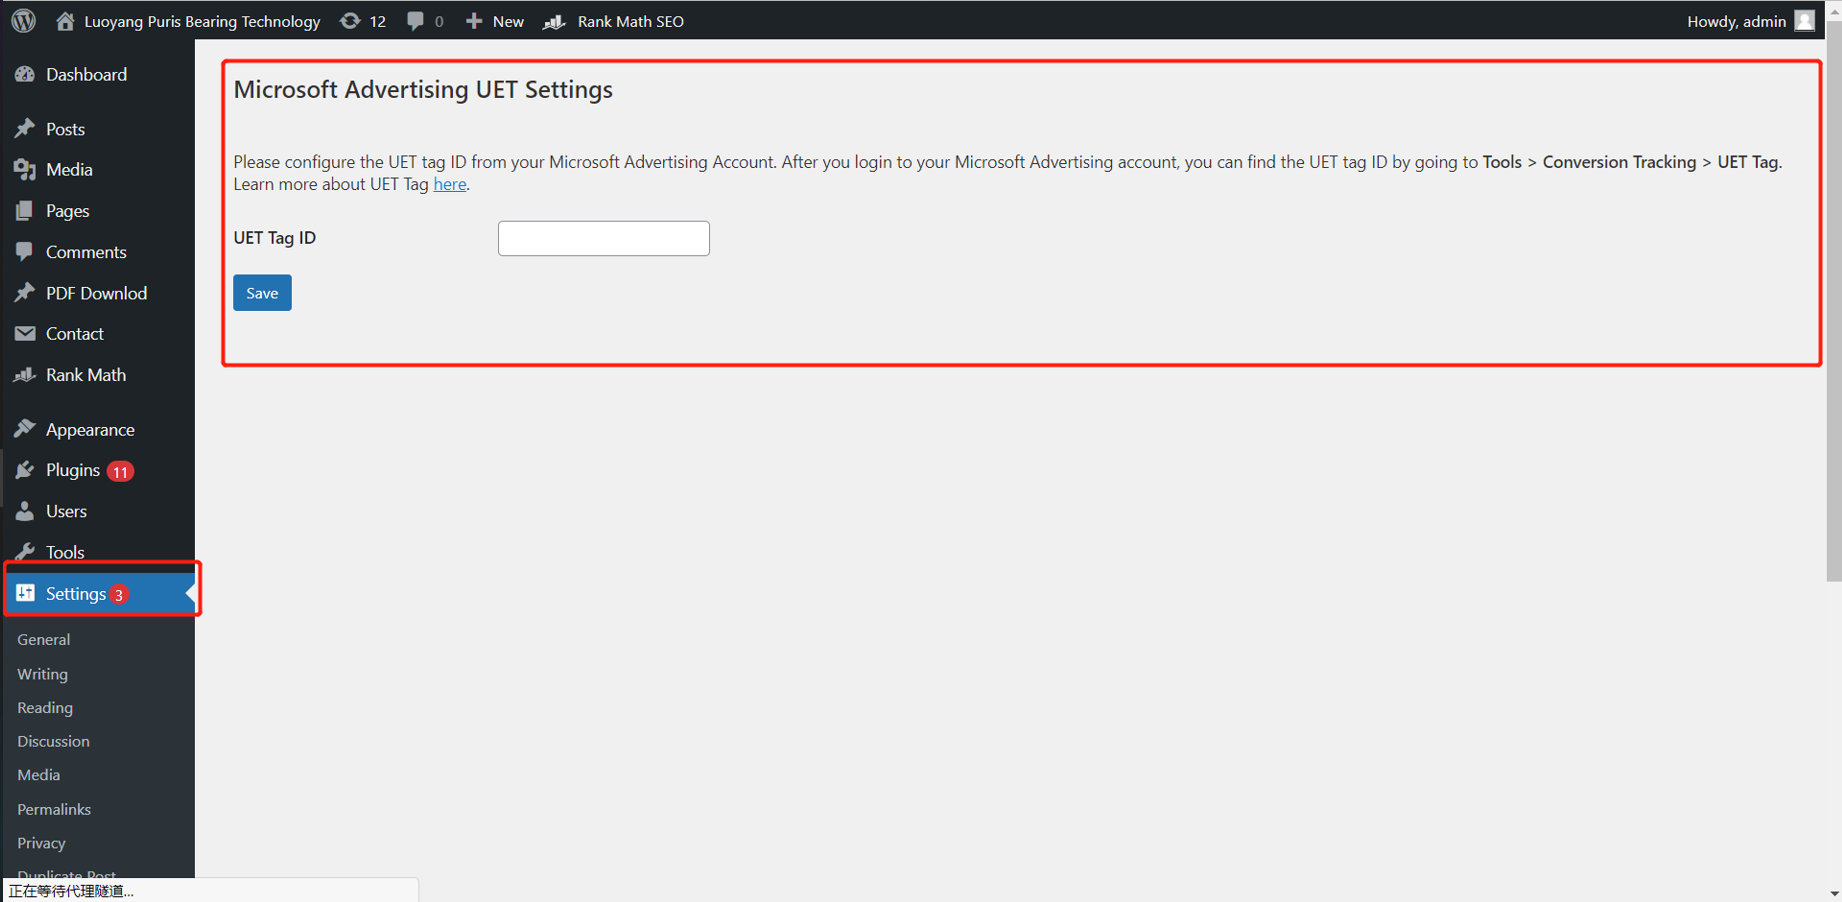 Luoyang Puris Bearing Technology 12 0 New Rank Math SEO Howdy, admin
Dashboard
Posts
Media
Pages
Comments
PDF Downlod
Contact
Rank Math
Appearance
Plugins 11
Users
Tools
Settings 3
General
Writing
Reading
Discussion
Media
Permalinks
Privacy
Duplicate Post
正在等待代理隧道...
Microsoft Advertising UET Settings
Please configure the UET tag ID from your Microsoft Advertising Account. After you login to your Microsoft Advertising account, you can find the UET tag ID by going to Tools > Conversion Tracking > UET Tag.
Learn more about UET Tag here.
UET Tag ID
Save